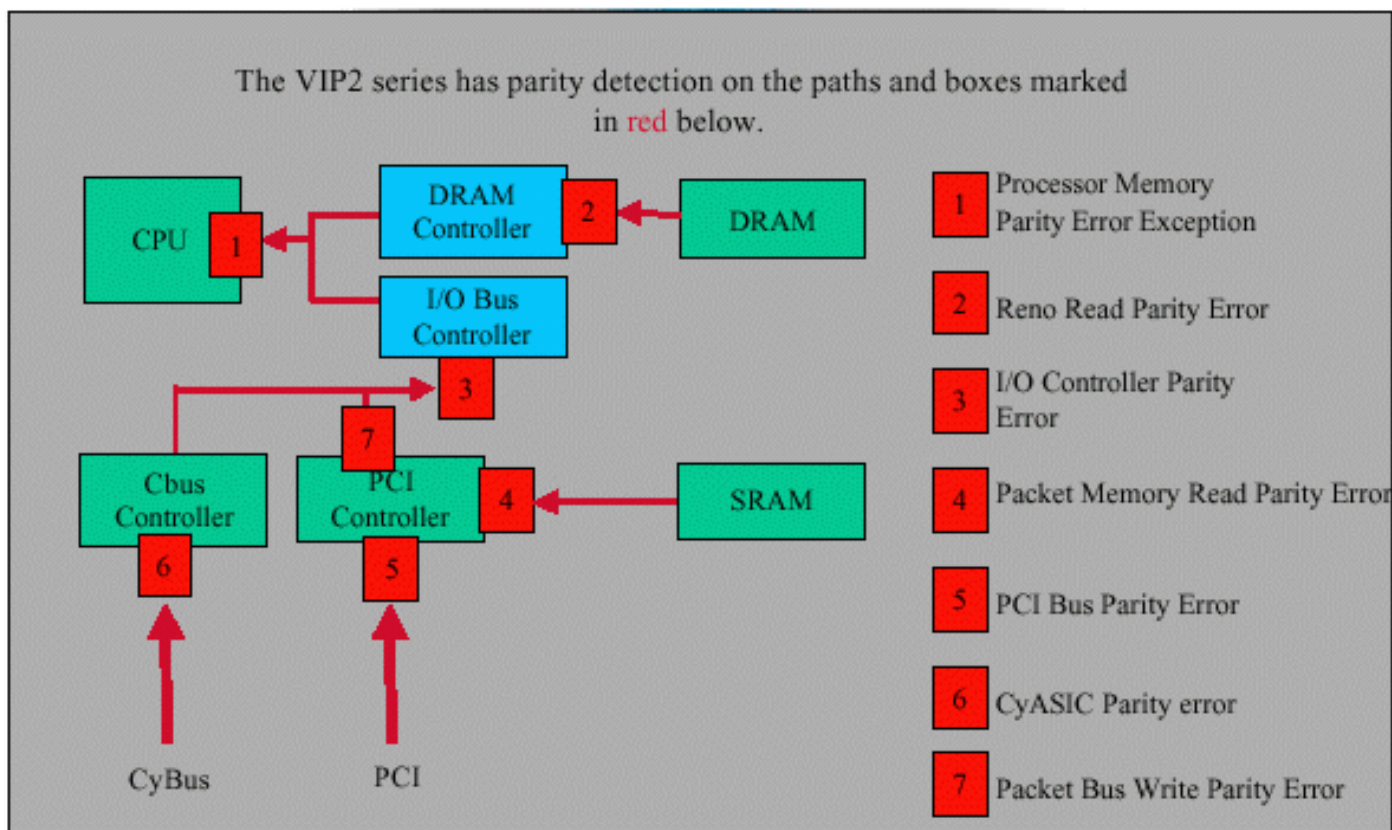 The VIP2 series has parity detection on the paths and boxes marked
in red below.
CPU
1
DRAM
Controller
2
DRAM
I/O Bus
Controller
3
7
Cbus
Controller
6
PCI
Controller
4
5
SRAM
CyBus
PCI
1
Processor Memory
Parity Error Exception
2
Reno Read Parity Error
3
I/O Controller Parity
Error
4
Packet Memory Read Parity Error
5
PCI Bus Parity Error
6
CyASIC Parity error
7
Packet Bus Write Parity Error